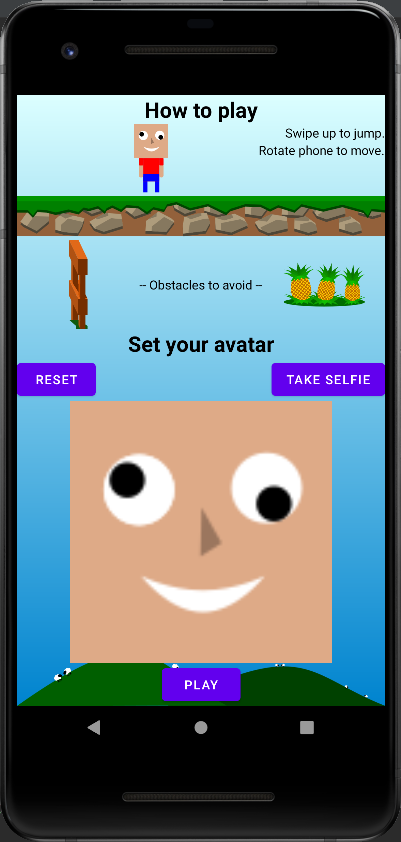 How to play
Swipe up to jump.
Rotate phone to move.
-- Obstacles to avoid --
Set your avatar
RESET
TAKE SELFIE
PLAY